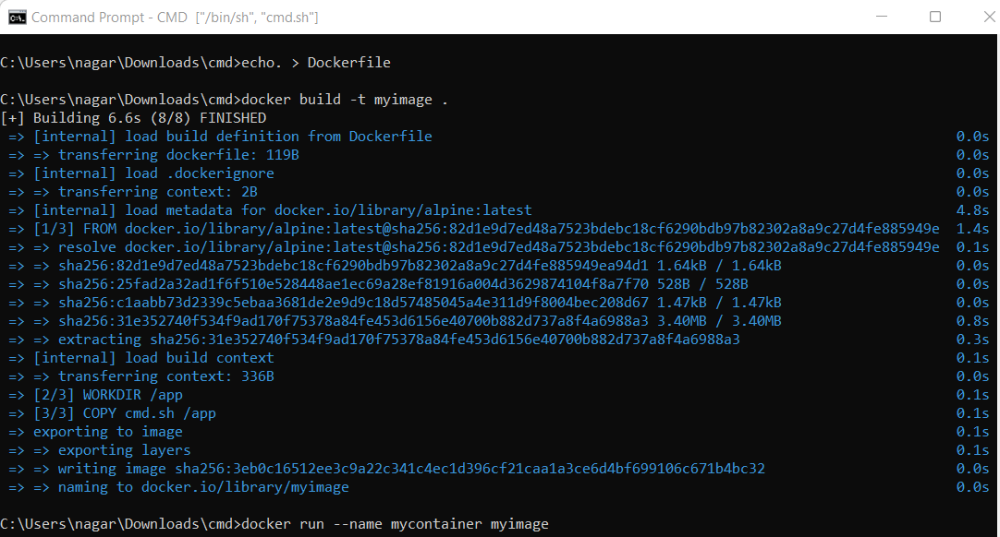 Command Prompt - CMD ["/bin/sh", "cmd.sh"]
C:\Users\nagar\Downloads\cmd>echo. > Dockerfile
C:\Users\nagar\Downloads\cmd>docker build -t myimage .
[+] Building 6.6s (8/8) FINISHED
=> [internal] load build definition from Dockerfile 0.0s
=> => transferring dockerfile: 119B 0.0s
=> [internal] load .dockerignore 0.0s
=> => transferring context: 2B 0.0s
=> [internal] load metadata for docker.io/library/alpine:latest 4.8s
=> [1/3] FROM docker.io/library/alpine:latest@sha256:82d1e9d7ed48a7523bdebc18cf6290bdb97b82302a8a9c27d4fe885949e 1.4s
=> => resolve docker.io/library/alpine:latest@sha256:82d1e9d7ed48a7523bdebc18cf6290bdb97b82302a8a9c27d4fe885949e 0.1s
=> => sha256:82d1e9d7ed48a7523bdebc18cf6290bdb97b82302a8a9c27d4fe885949ea94d1 1.64kB / 1.64kB 0.0s
=> => sha256:25fad2a32ad1f6f510e528448ae1ec69a28ef81916a004d3629874104f8a7f70 528B / 528B 0.0s
=> => sha256:c1aabb73d2339c5ebaa3681de2e9d9c18d57485045a4e311d9f8004bec208d67 1.47kB / 1.47kB 0.0s
=> => sha256:31e352740f534f9ad170f75378a84fe453d6156e40700b882d737a8f4a6988a3 3.40MB / 3.40MB 0.8s
=> => extracting sha256:31e352740f534f9ad170f75378a84fe453d6156e40700b882d737a8f4a6988a3 0.3s
=> [internal] load build context 0.1s
=> => transferring context: 336B 0.0s
=> [2/3] WORKDIR /app 0.1s
=> [3/3] COPY cmd.sh /app 0.1s
=> exporting to image 0.1s
=> => exporting layers 0.1s
=> => writing image sha256:3eb0c16512ee3c9a22c341c4ec1d396cf21caa1a3ce6d4bf699106c671b4bc32 0.0s
=> => naming to docker.io/library/myimage 0.0s
C:\Users\nagar\Downloads\cmd>docker run --name mycontainer myimage